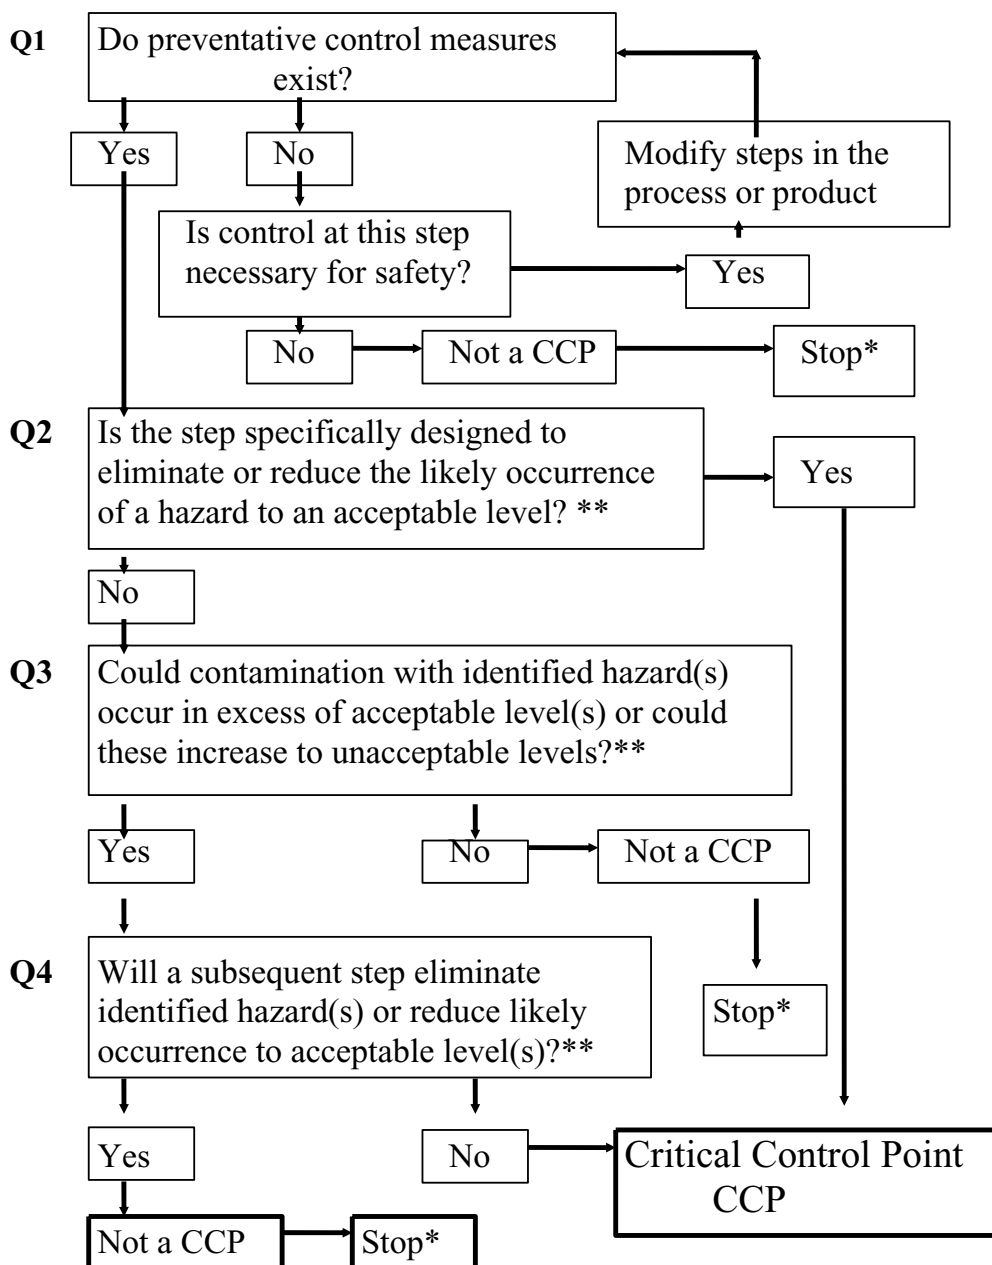 Q1
Do preventative control measures
exist?
Yes
No
Modify steps in the
process or product
Is control at this step
necessary for safety?
Yes
No
Not a CCP
Stop*
Q2
Is the step specifically designed to
eliminate or reduce the likely occurrence
of a hazard to an acceptable level? **
Yes
No
Q3
Could contamination with identified hazard(s)
occur in excess of acceptable level(s) or could
these increase to unacceptable levels?**
Yes
No
Not a CCP
Stop*
Q4
Will a subsequent step eliminate
identified hazard(s) or reduce likely
occurrence to acceptable level(s)?**
Yes
No
Critical Control Point
CCP
Not a CCP
Stop*